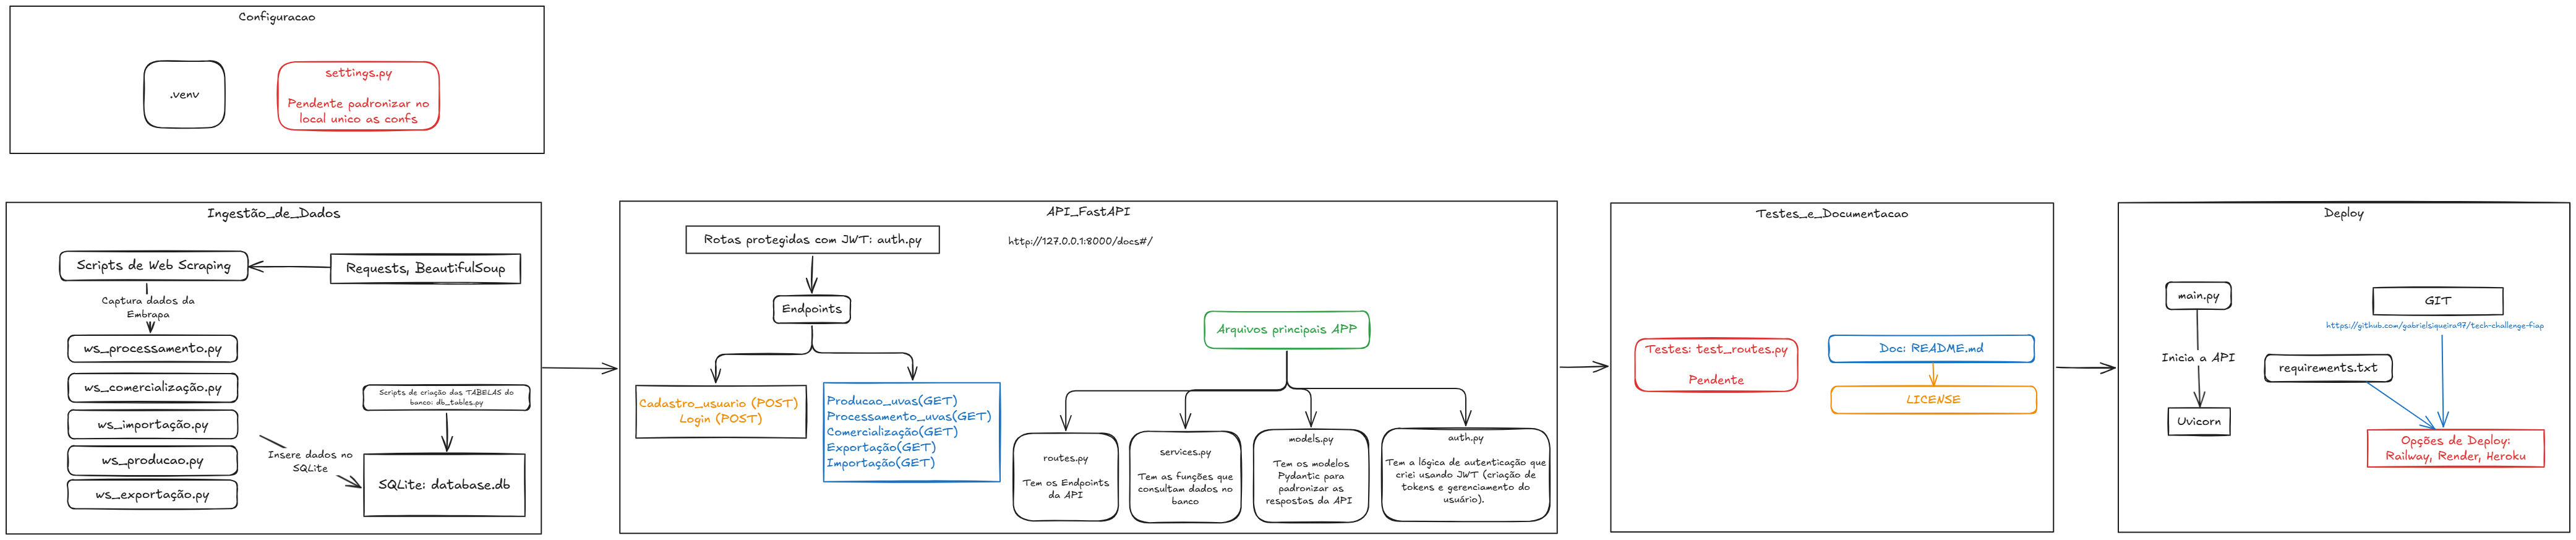 Configuracao
.venv
settings.py
Pendente padronizar no
local unico as confs
Ingestão_de_Dados
Scripts de Web Scraping
Requests, BeautifulSoup
Captura dados da
Embrapa
ws_processamento.py
ws_comercialização.py
ws_importação.py
ws_producao.py
ws_exportação.py
Scripts de criação das TABELAS do
banco: db_tables.py
Insere dados no
SQLite
SQLite: database.db
API_FastAPI
Rotas protegidas com JWT: auth.py
http://127.0.0.1:8000/docs#/
Endpoints
Cadastro_usuario (POST)
Login (POST)
Producao_uvas(GET)
Processamento_uvas(GET)
Comercialização(GET)
Exportação(GET)
Importação(GET)
Arquivos principais APP
routes.py
Tem os Endpoints
da API
services.py
Tem as funções que
consultam dados no
banco
models.py
Tem os modelos
Pydantic para
padronizar as
respostas da API
auth.py
Tem a lógica de autenticação que
criei usando JWT (criação de
tokens e gerenciamento do
usuário).
Testes_e_Documentacao
Testes: test_routes.py
Pendente
Doc: README.md
LICENSE
Deploy
main.py
Inicia a API
Uvicorn
GIT
https://github.com/gabrielsiqueira97/tech-challenge-fiap
requirements.txt
Opções de Deploy:
Railway, Render, Heroku